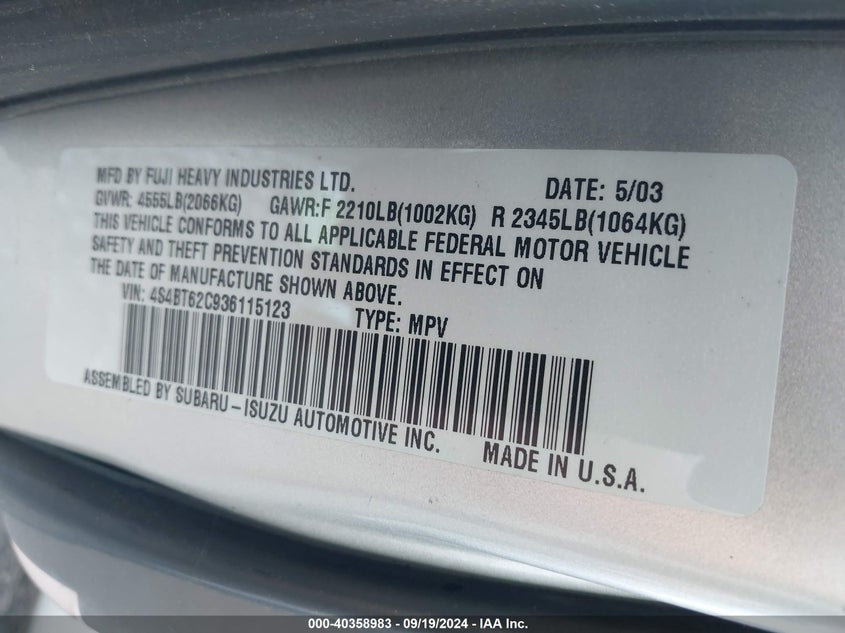 MFD BY FUJI HEAVY INDUSTRIES LTD. DATE: 5/03
GVWR: 4555LB(2066KG) GAWR:F 2210LB(1002KG) R 2345LB(1064KG)
THIS VEHICLE CONFORMS TO ALL APPLICABLE FEDERAL MOTOR VEHICLE
SAFETY AND THEFT PREVENTION STANDARDS IN EFFECT ON
THE DATE OF MANUFACTURE SHOWN ABOVE.
VIN: 4S4BT62C936115123 TYPE: MPV
ASSEMBLED BY SUBARU-ISUZU AUTOMOTIVE INC. MADE IN U.S.A.
000-40358983 - 09/19/2024 - IAA Inc.